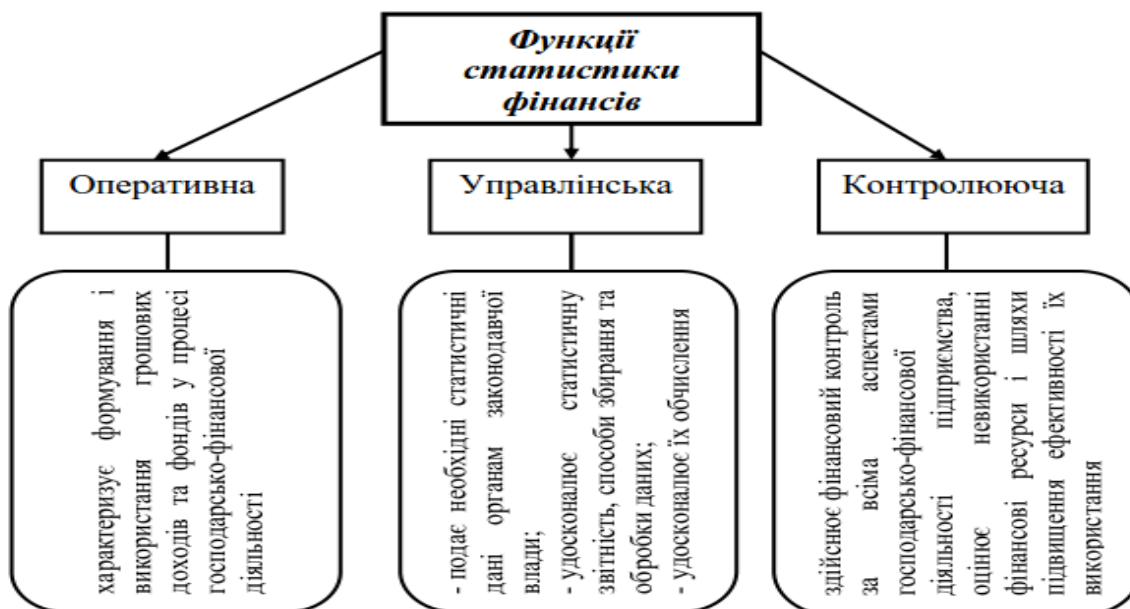 Функції
статистики
фінансів
Оперативна
Управлінська
Контролююча
характеризує формування і
використання грошових
доходів та фондів у процесі
господарсько-фінансової
діяльності
- подає необхідні статистичні
дані органам законодавчої
влади;
- удосконалює статистичну
звітність, способи збирання та
обробки даних;
- удосконалює їх обчислення
здійснює фінансовий контроль
за всіма аспектами
господарсько-фінансової
діяльності підприємства,
оцінює невикористанні
фінансові ресурси і шляхи
підвищення ефективності їх
використання